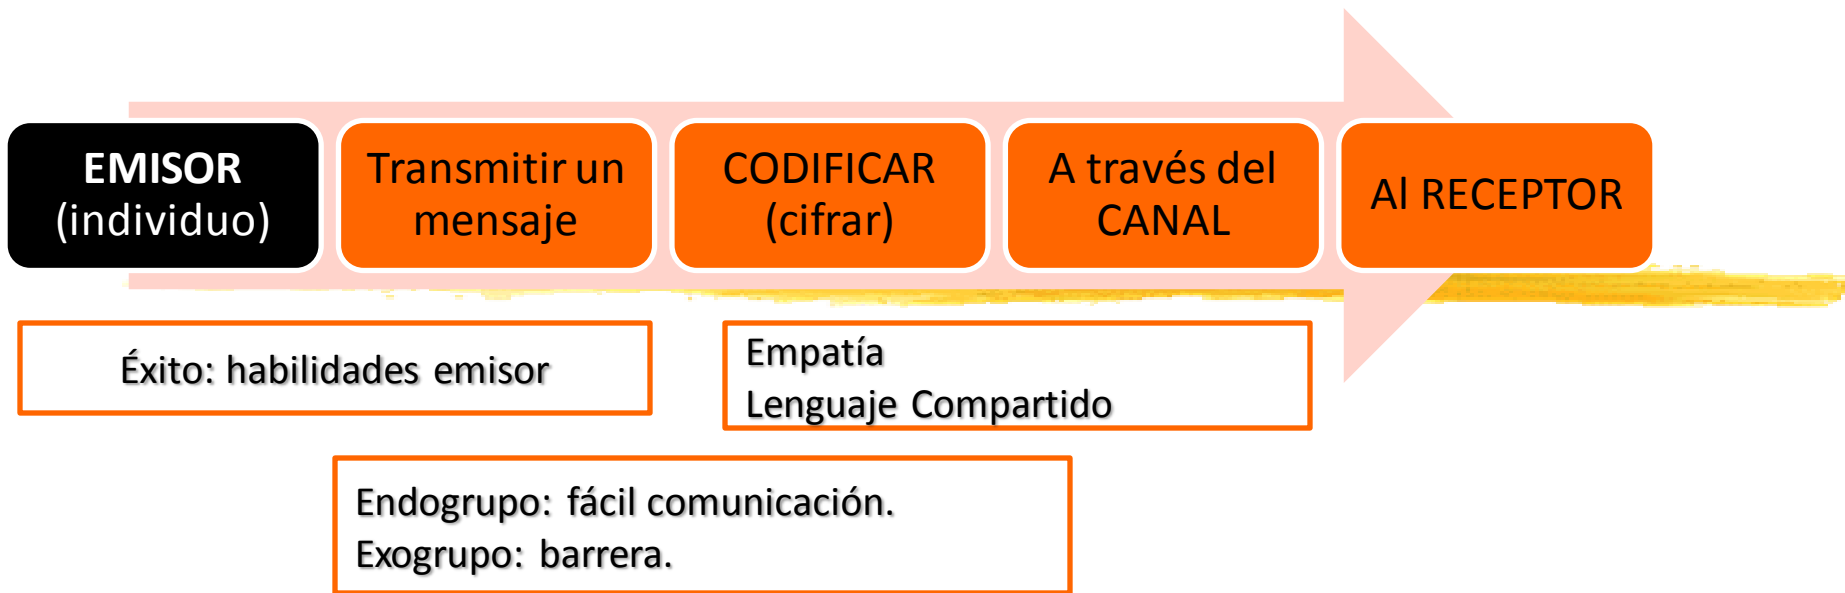 EMISOR
(individuo)
Transmitir un
mensaje
CODIFICAR
(cifrar)
A través del
CANAL
Al RECEPTOR
Éxito: habilidades emisor
Empatía
Lenguaje Compartido
Endogrupo: fácil comunicación.
Exogrupo: barrera.